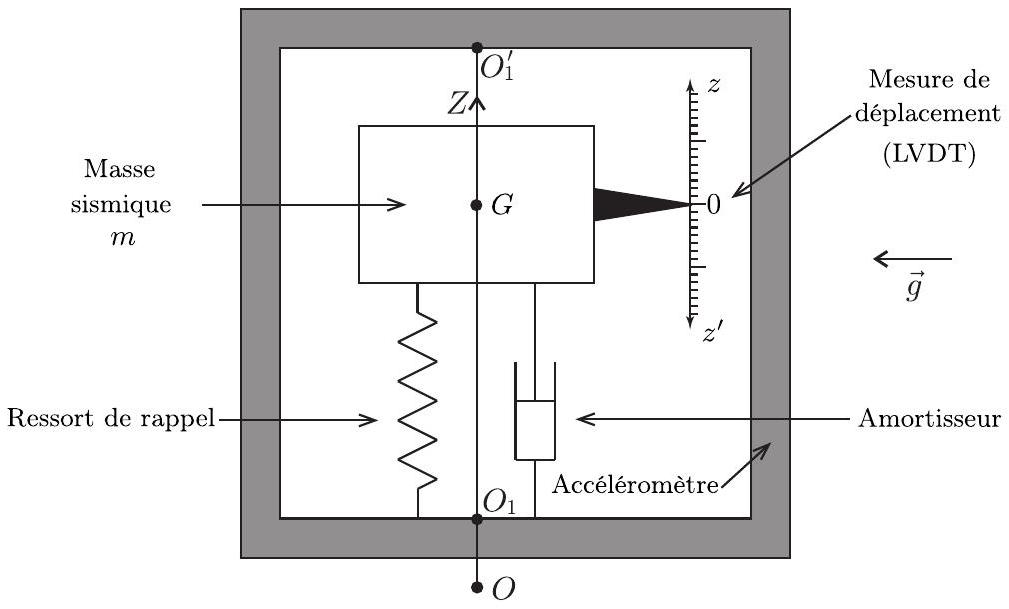 O′₁
z
Mesure de
déplacement
(LVDT)
Z
Masse
sismique
m
G
0
g⃗
z′
Ressort de rappel
Amortisseur
Accéléromètre
O₁
O